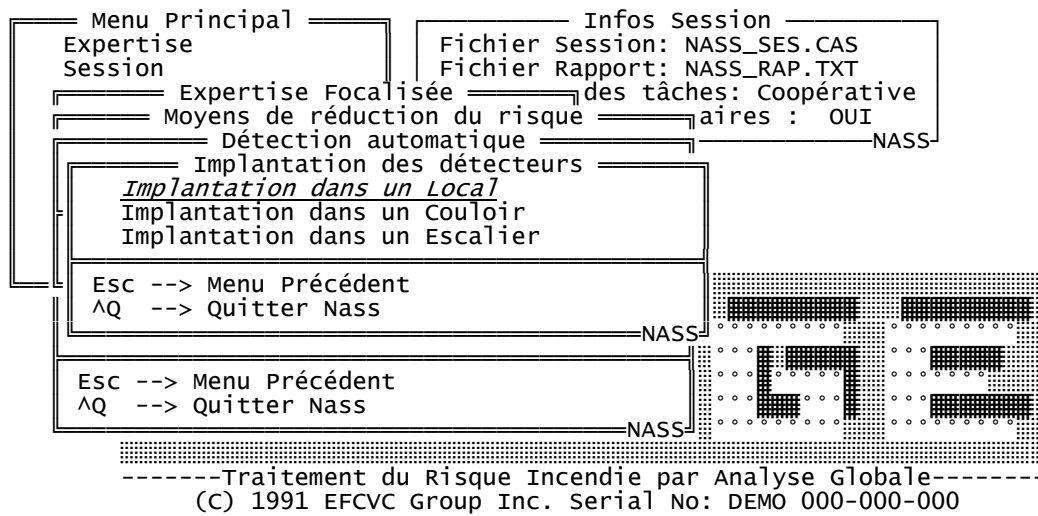 Menu Principal
Infos Session
Expertise
Fichier Session: NASS_SES.CAS
Session
Fichier Rapport: NASS_RAP.TXT
Expertise Focalisée
des tâches: Coopérative
Moyens de réduction du risque
aires : OUI
Détection automatique
NASS
Implantation des détecteurs
Implantation dans un Local
Implantation dans un Couloir
Implantation dans un Escalier
Esc --> Menu Précédent
^Q --> Quitter Nass
NASS
Esc --> Menu Précédent
^Q --> Quitter Nass
NASS
-------Traitement du Risque Incendie par Analyse Globale-------
(C) 1991 EFCVC Group Inc. Serial No: DEMO 000-000-000